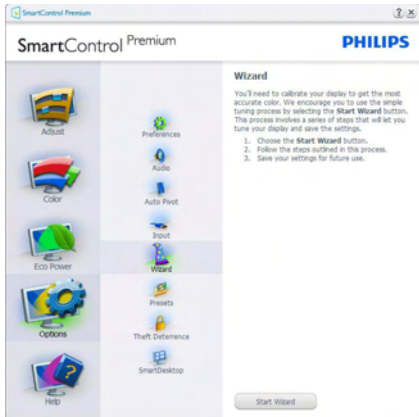 SmartControl Premium
SmartControl Premium
PHILIPS
Adjust
Color
Eco Power
Options
Help
Preferences
Audio
Auto Pivot
Input
Wizard
Presets
Theft Deterrence
SmartDesktop
Wizard
You'll need to calibrate your display to get the most
accurate color. We encourage you to use the simple
tuning process by selecting the Start Wizard button.
This process involves a series of steps that will let you
tune your display and save the settings.
1. Choose the Start Wizard button.
2. Follow the steps outlined in this process.
3. Save your settings for future use.
Start Wizard